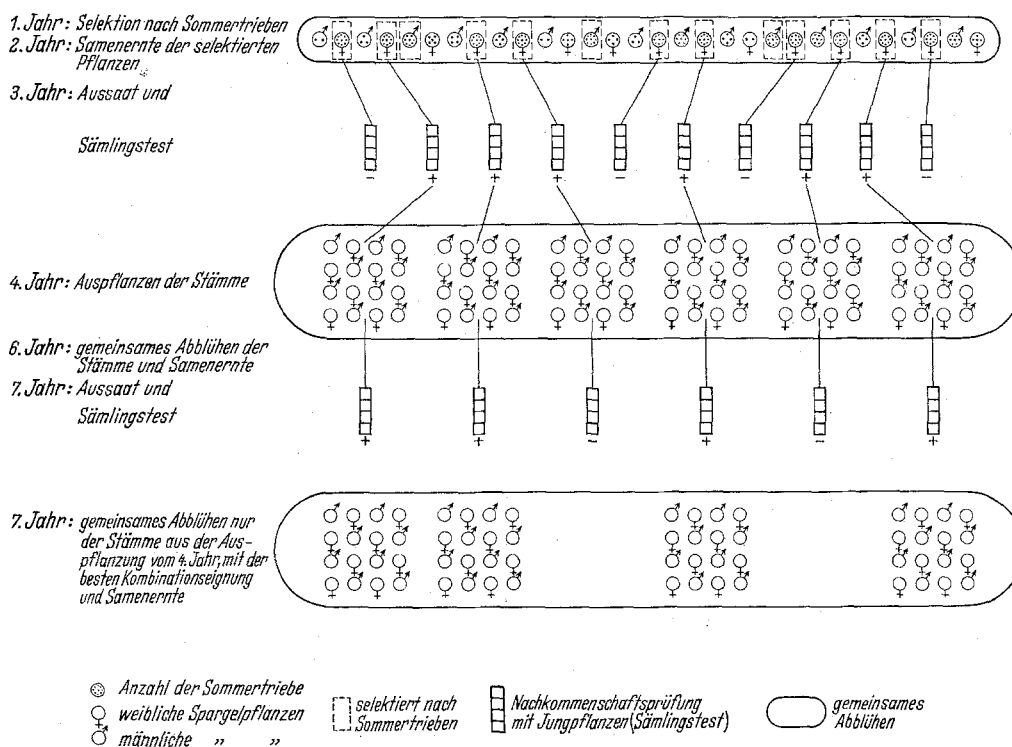 1. Jahr: Selektion nach Sommertrieben
2. Jahr: Samenernte der selektierten
Pflanzen
3. Jahr: Aussaat und
Sämlingstest
- + + + - + - + + -
4. Jahr: Auspflanzen der Stämme
6. Jahr: gemeinsames Abblühen der
Stämme und Samenernte
7. Jahr: Aussaat und
Sämlingstest
+ + - + - +
7. Jahr: gemeinsames Abblühen nur
der Stämme aus der Aus-
pflanzung vom 4. Jahr, mit der
besten Kombinationseignung
und Samenernte
Anzahl der Sommertriebe
♀ weibliche Spargelpflanzen
♂ männliche „ „
selektiert nach
Sommertrieben
Nachkommenschaftsprüfung
mit Jungpflanzen (Sämlingstest)
gemeinsames
Abblühen